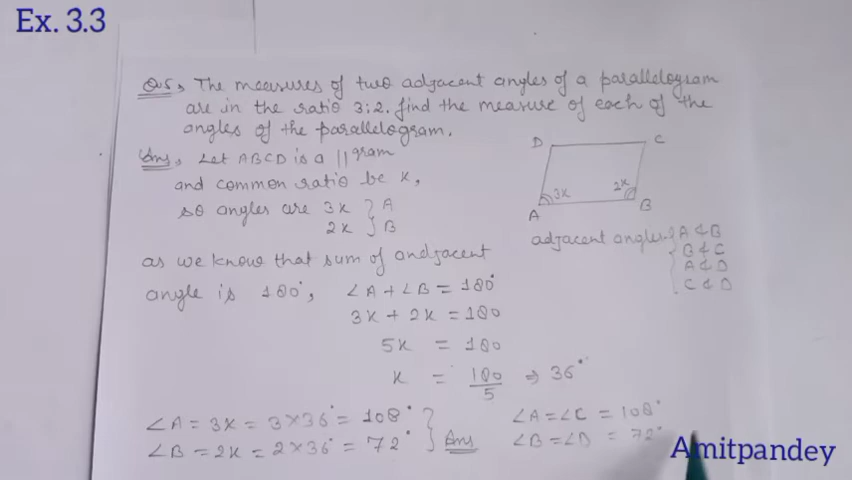 Ex. 3.3
Q.5, The measures of two adjacent angles of a parallelogram
are in the ratio 3:2. find the measure of each of the
angles of the parallelogram.
Ans, Let ABCD is a ||gram
and common ratio be x,
so angles are 3x } A
2x } B
D C
3x 2x
A B
adjacent angles { A & B
B & C
A & D
C & D
as we know that sum of andjacent
angle is 180°, ∠A + ∠B = 180°
3x + 2x = 180
5x = 180
x = 180/5 ⇒ 36°
∠A = 3x = 3×36° = 108°
∠B = 2x = 2×36° = 72° } Ans
∠A = ∠C = 108°
∠B = ∠D = 72°
Amitpandey